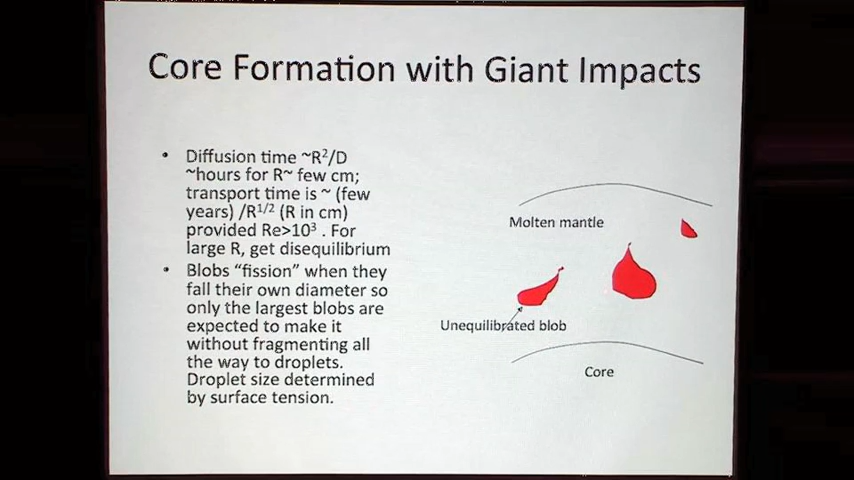 Core Formation with Giant Impacts
• Diffusion time ~R²/D
~hours for R~ few cm;
transport time is ~ (few
years) /R¹/² (R in cm)
provided Re>10³ . For
large R, get disequilibrium
• Blobs “fission” when they
fall their own diameter so
only the largest blobs are
expected to make it
without fragmenting all
the way to droplets.
Droplet size determined
by surface tension.
Molten mantle
Unequilibrated blob
Core